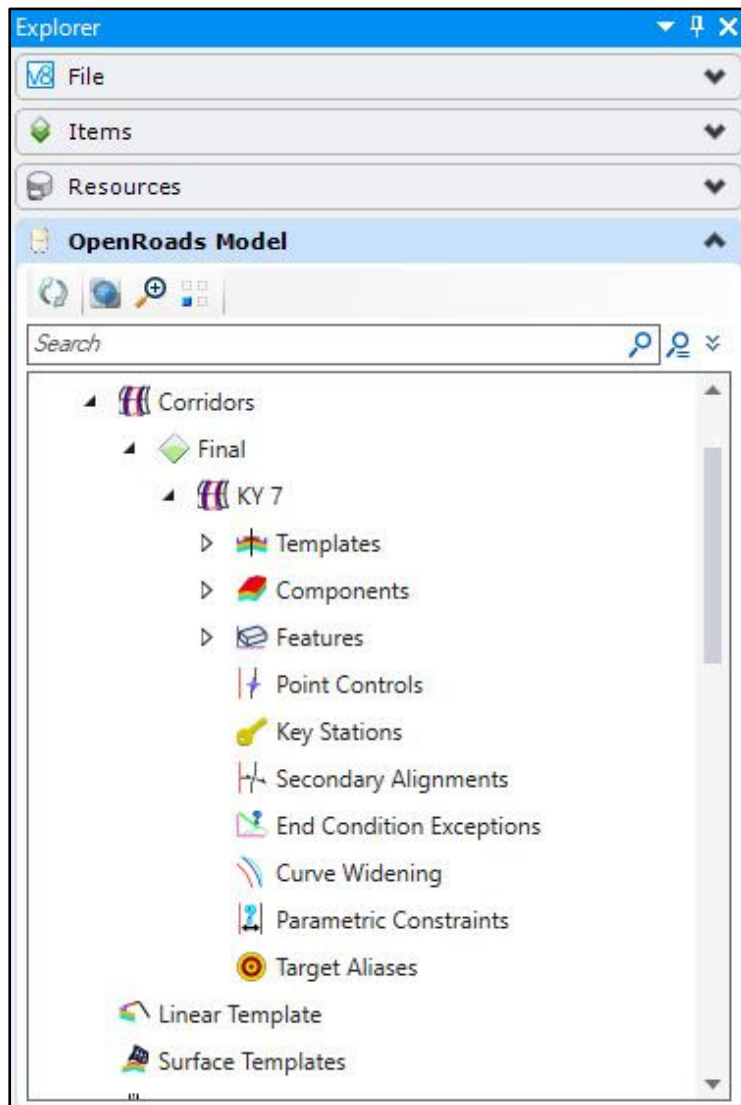 Explorer
V8 File
Items
Resources
OpenRoads Model
Search
Corridors
Final
KY 7
Templates
Components
Features
Point Controls
Key Stations
Secondary Alignments
End Condition Exceptions
Curve Widening
Parametric Constraints
Target Aliases
Linear Template
Surface Templates